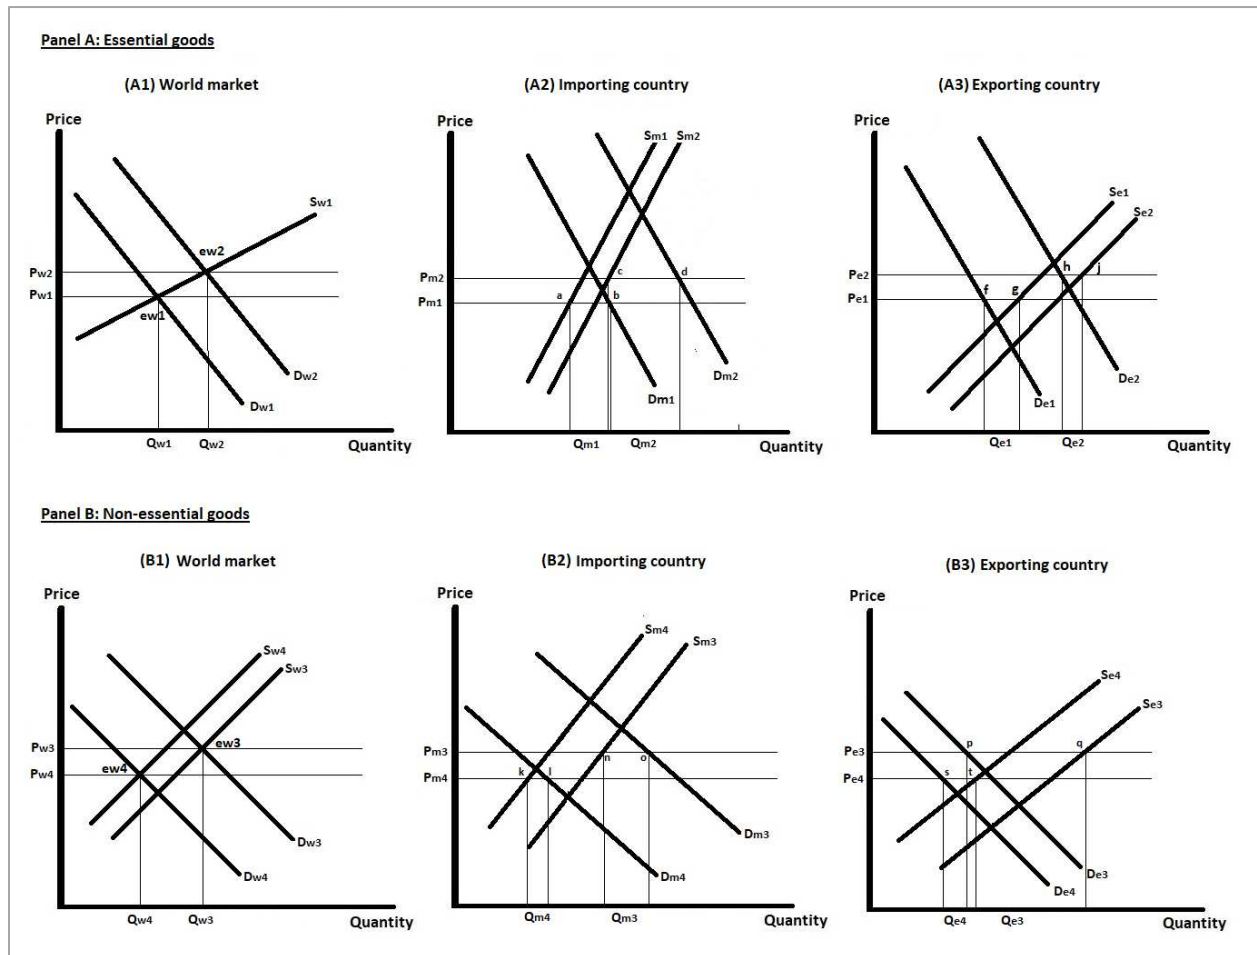 Panel A: Essential goods
(A1) World market
(A2) Importing country
(A3) Exporting country
Price
Price
Price
Sw1
Pw2
Pw1
ew2
ew1
Dw2
Dw1
Qw1
Qw2
Quantity
Sm1
Sm2
Pm2
Pm1
a
b
c
d
Dm2
Dm1
Qm1
Qm2
Quantity
Se1
Se2
Pe2
Pe1
f
g
h
j
De2
De1
Qe1
Qe2
Quantity
Panel B: Non-essential goods
(B1) World market
(B2) Importing country
(B3) Exporting country
Price
Price
Price
Sw4
Sw3
Pw3
Pw4
ew3
ew4
Dw3
Dw4
Qw4
Qw3
Quantity
Sm4
Sm3
Pm3
Pm4
k
l
n
o
Dm3
Dm4
Qm4
Qm3
Quantity
Se4
Se3
Pe3
Pe4
p
q
s
t
De3
De4
Qe4
Qe3
Quantity